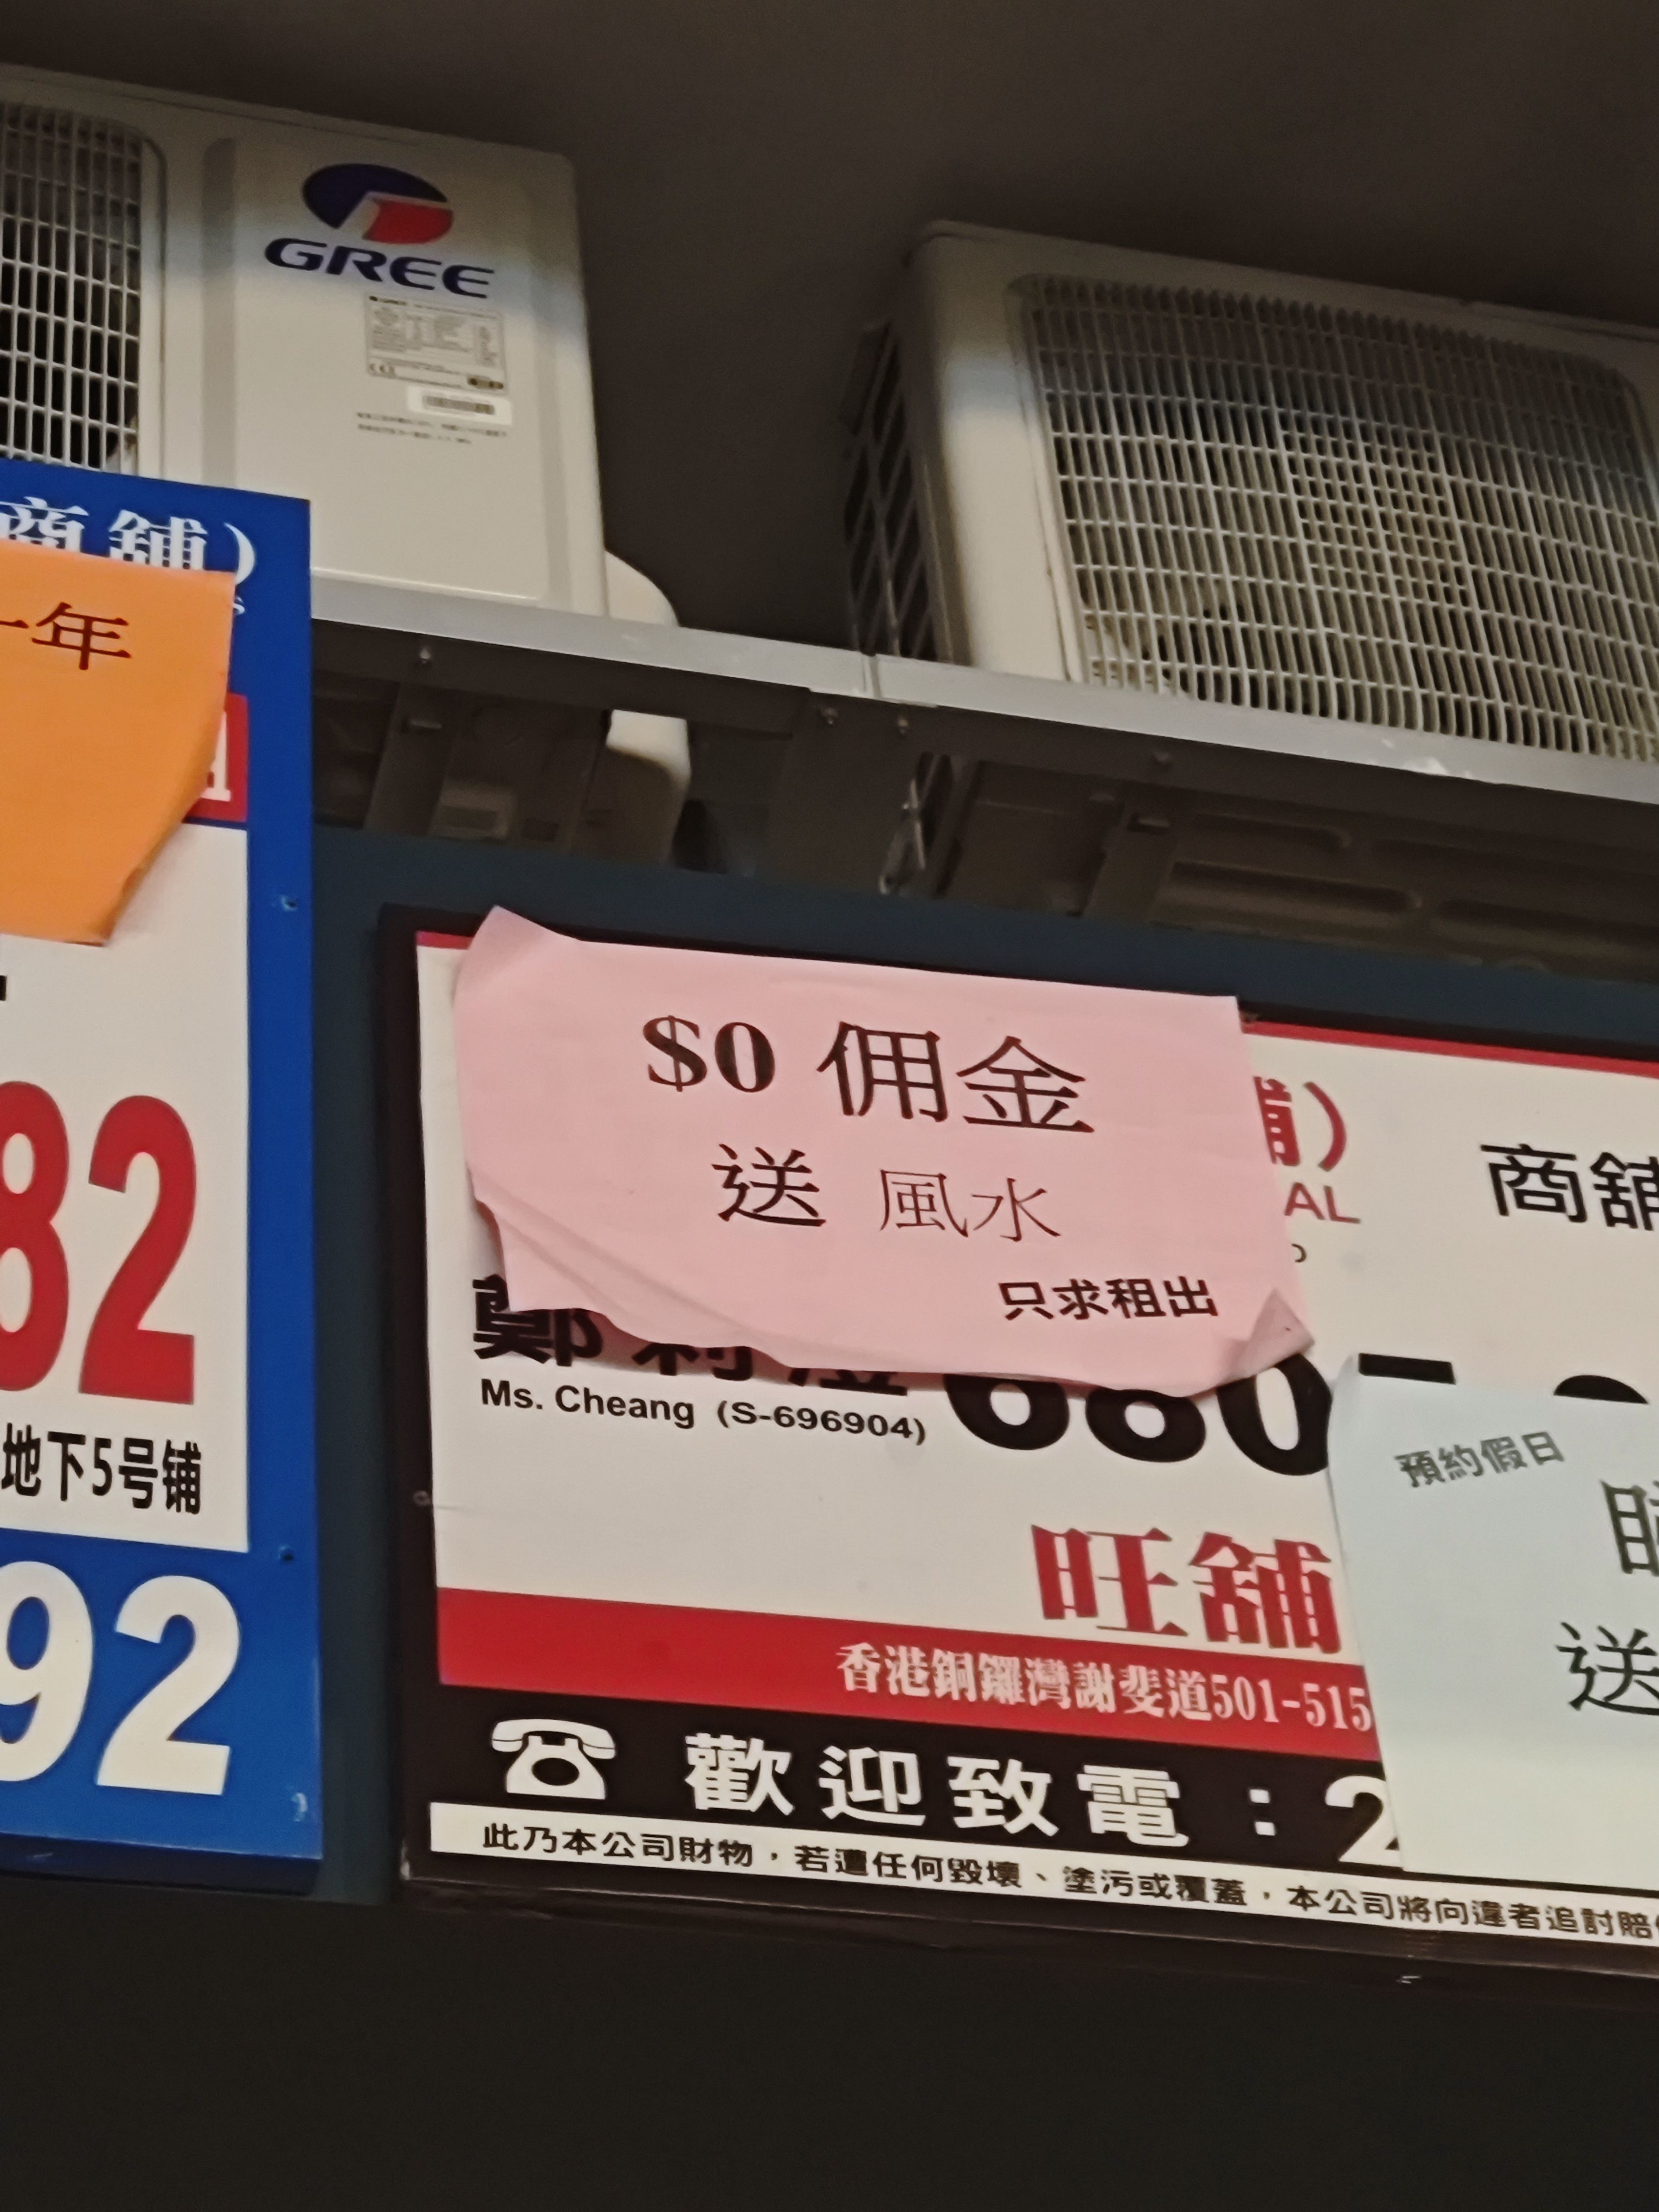 GREE
商舖)
一年
82
地下5号铺
92
$0 佣金
送 風水
只求租出
舖)
AL
商舖
鄭
Ms. Cheang (S-696904)
680
預約假日
送
旺舖
香港銅鑼灣謝斐道501-515
☎ 歡迎致電：2
此乃本公司財物，若遭任何毀壞、塗污或覆蓋，本公司將向違者追討賠